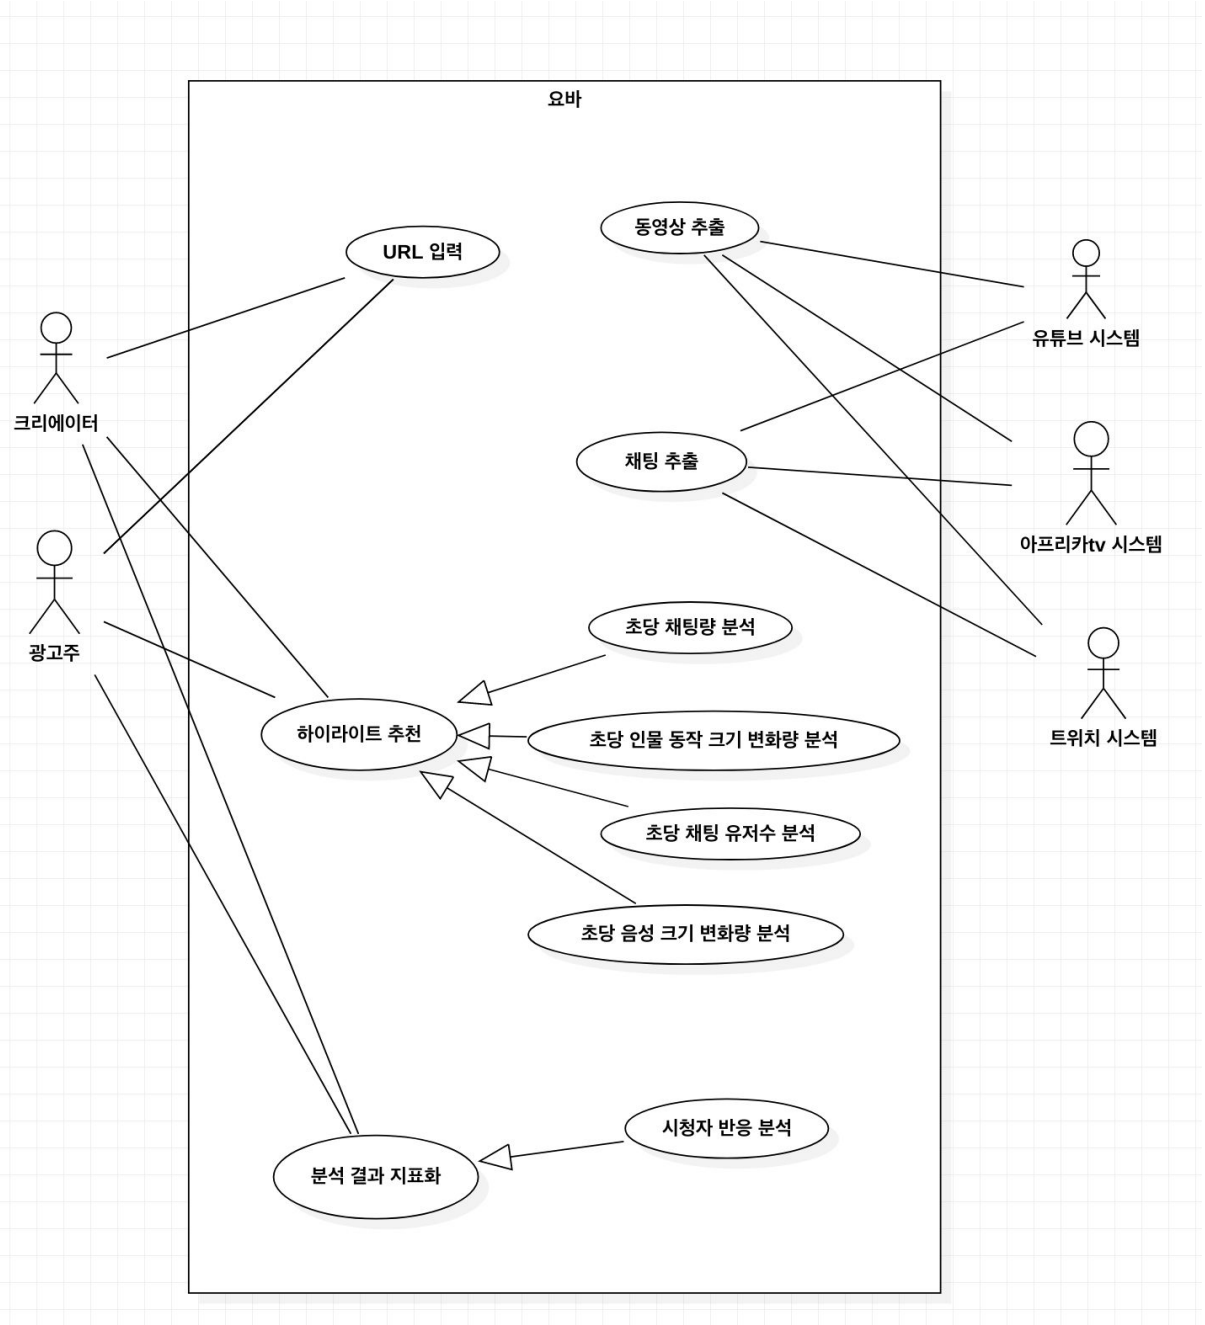 요바
URL 입력
동영상 추출
유튜브 시스템
크리에이터
채팅 추출
아프리카tv 시스템
광고주
초당 채팅량 분석
하이라이트 추천
초당 인물 동작 크기 변화량 분석
트위치 시스템
초당 채팅 유저수 분석
초당 음성 크기 변화량 분석
시청자 반응 분석
분석 결과 지표화